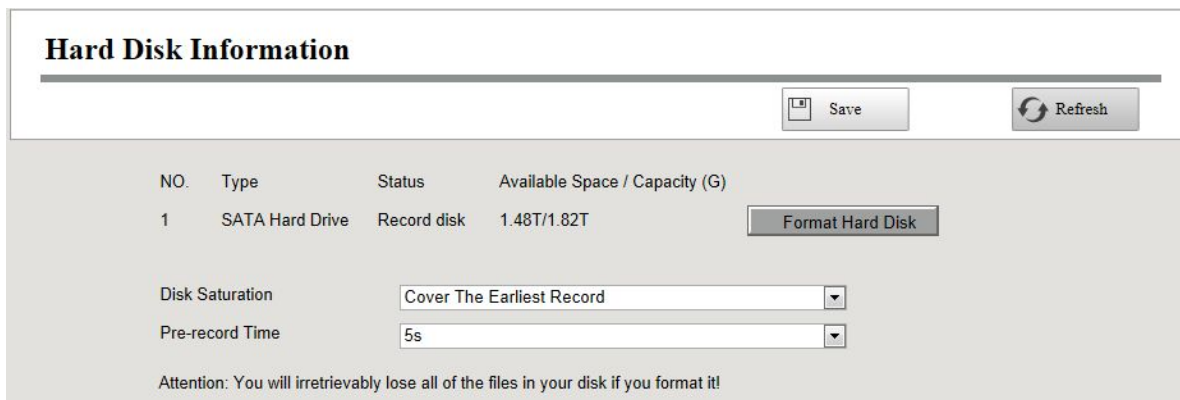 Hard Disk Information
Save Refresh
NO. Type Status Available Space / Capacity (G)
1 SATA Hard Drive Record disk 1.48T/1.82T Format Hard Disk
Disk Saturation Cover The Earliest Record
Pre-record Time 5s
Attention: You will irretrievably lose all of the files in your disk if you format it!